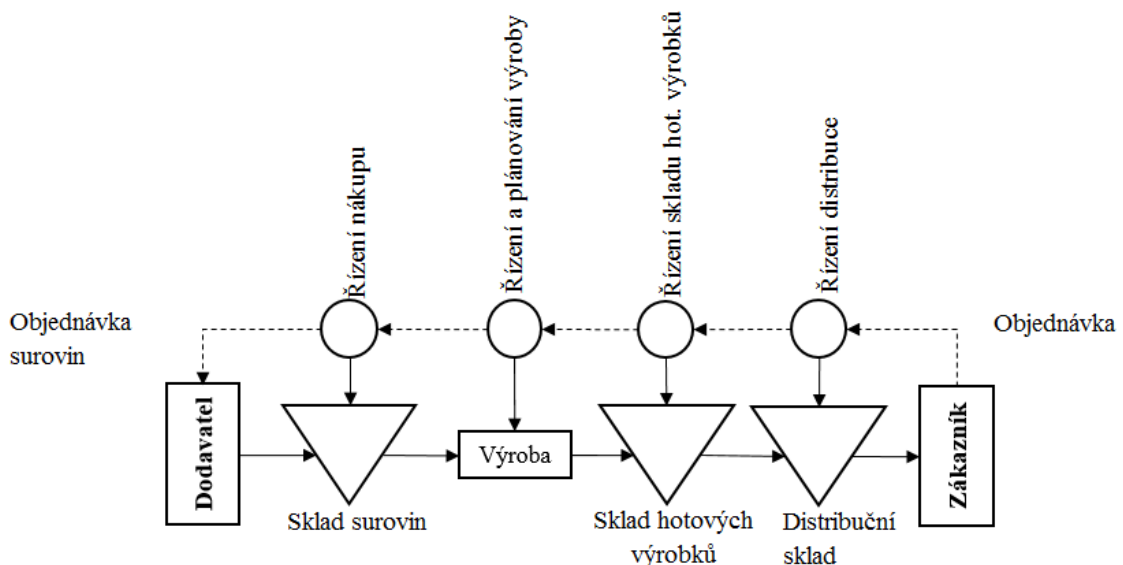 Řízení nákupu
Řízení a plánování výroby
Řízení skladu hot. výrobků
Řízení distribuce
Objednávka
surovin
Objednávka
Dodavatel
Sklad surovin
Výroba
Sklad hotových
výrobků
Distribuční
sklad
Zákazník